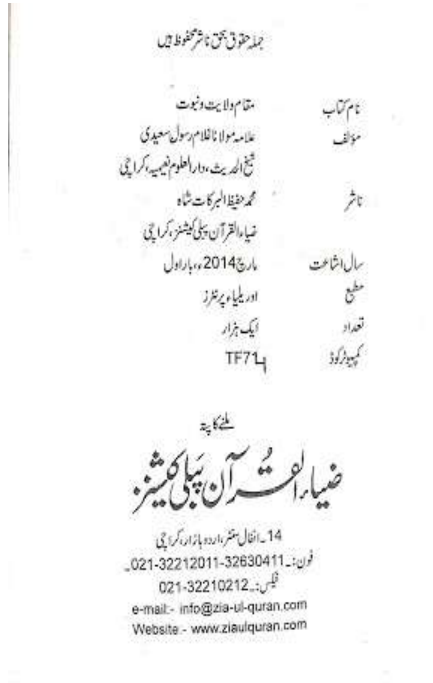 جملہ حقوق بحق ناشر محفوظ ہیں
نام کتاب مقام ولایت و نبوت
مؤلف علامہ مولانا غلام رسول سعیدی
شیخ الحدیث، دارالعلوم نعیمیہ، کراچی
ناشر محمد حفیظ البرکات شاہ
ضیاء القرآن پبلی کیشنز، کراچی
سال اشاعت مارچ 2014ء، بار اول
مطبع اوریلیاء پرنٹرز
تعداد ایک ہزار
کمپیوٹر کوڈ TF71
ملنے کا پتہ
ضیاء القرآن پبلی کیشنز
14۔ انفال سنٹر، اردو بازار، کراچی
فون:۔ 021-32212011-32630411۔
فیکس:۔ 021-32210212
e-mail:- info@zia-ul-quran.com
Website:- www.ziaulquran.com